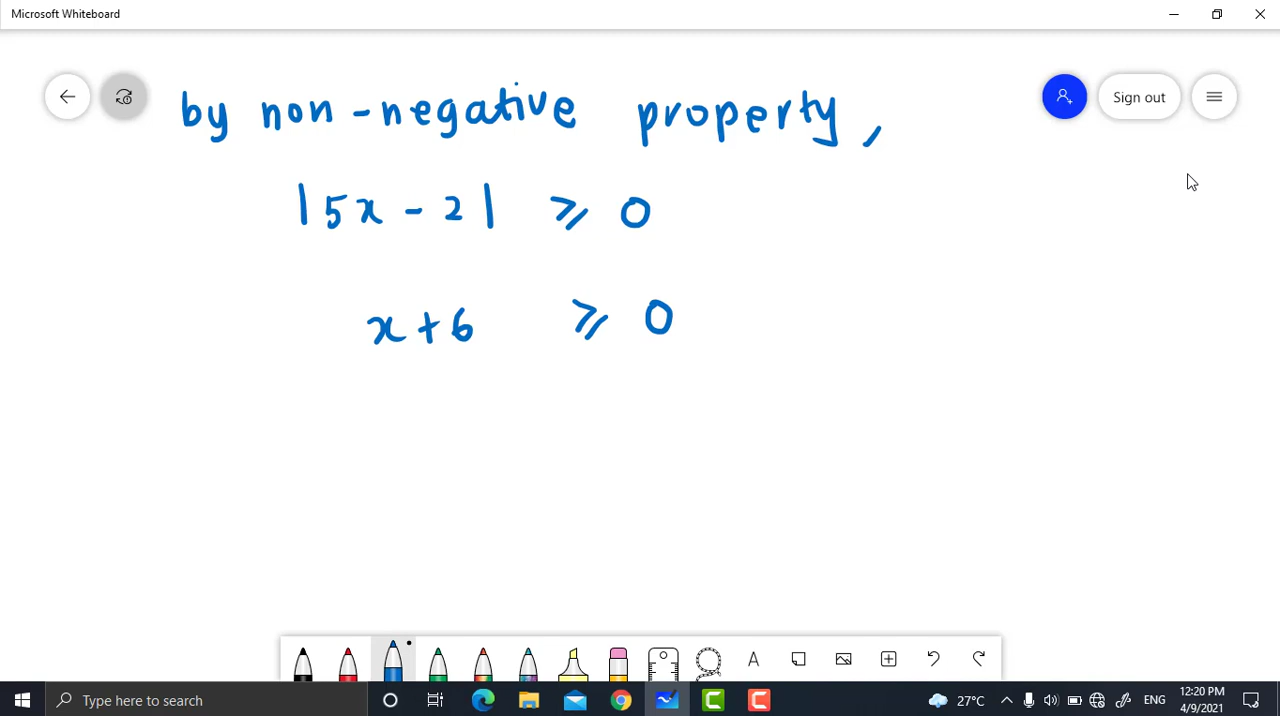 Microsoft Whiteboard
by non-negative property,
Sign out
|5x - 2| ⩾ 0
x + 6 ⩾ 0
A
Type here to search
27°C
ENG
12:20 PM
4/9/2021